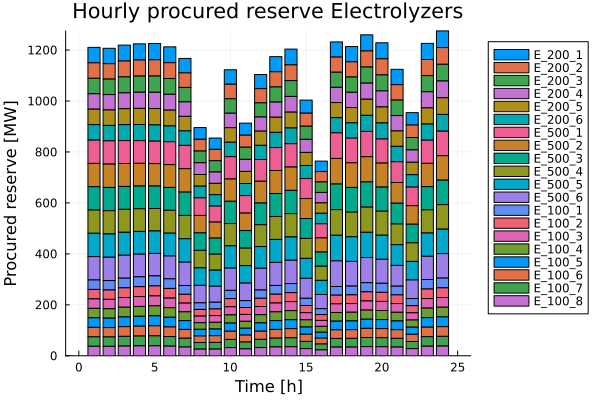 Hourly procured reserve Electrolyzers
Procured reserve [MW]
1200
1000
800
600
400
200
0
0 5 10 15 20 25
Time [h]
E_200_1
E_200_2
E_200_3
E_200_4
E_200_5
E_200_6
E_500_1
E_500_2
E_500_3
E_500_4
E_500_5
E_500_6
E_100_1
E_100_2
E_100_3
E_100_4
E_100_5
E_100_6
E_100_7
E_100_8